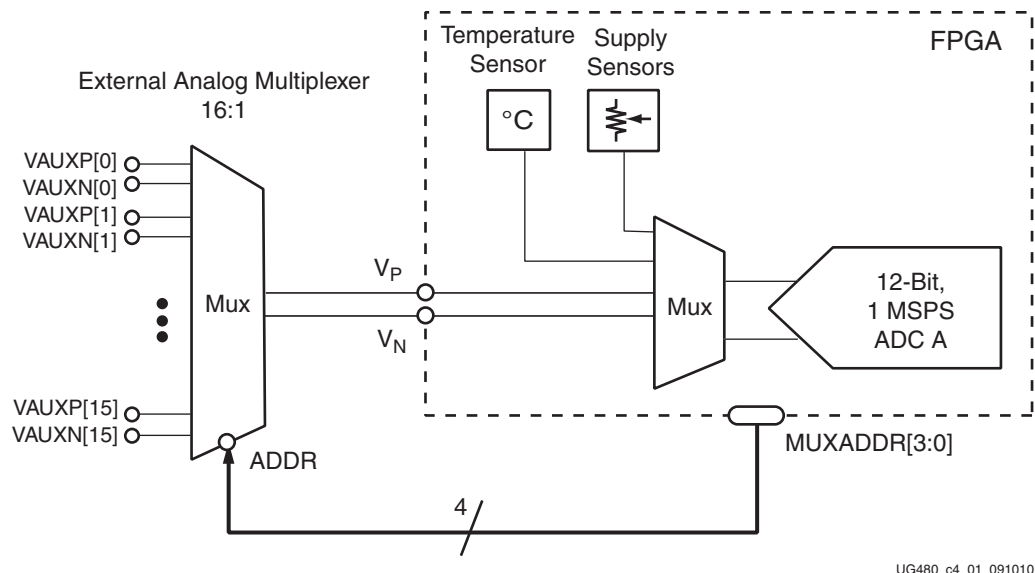 Temperature
Sensor
Supply
Sensors
FPGA
External Analog Multiplexer
16:1
°C
VAUXP[0]
VAUXN[0]
VAUXP[1]
VAUXN[1]
Mux
VP
VN
Mux
12-Bit,
1 MSPS
ADC A
VAUXP[15]
VAUXN[15]
ADDR
MUXADDR[3:0]
4
UG480_c4_01_091010